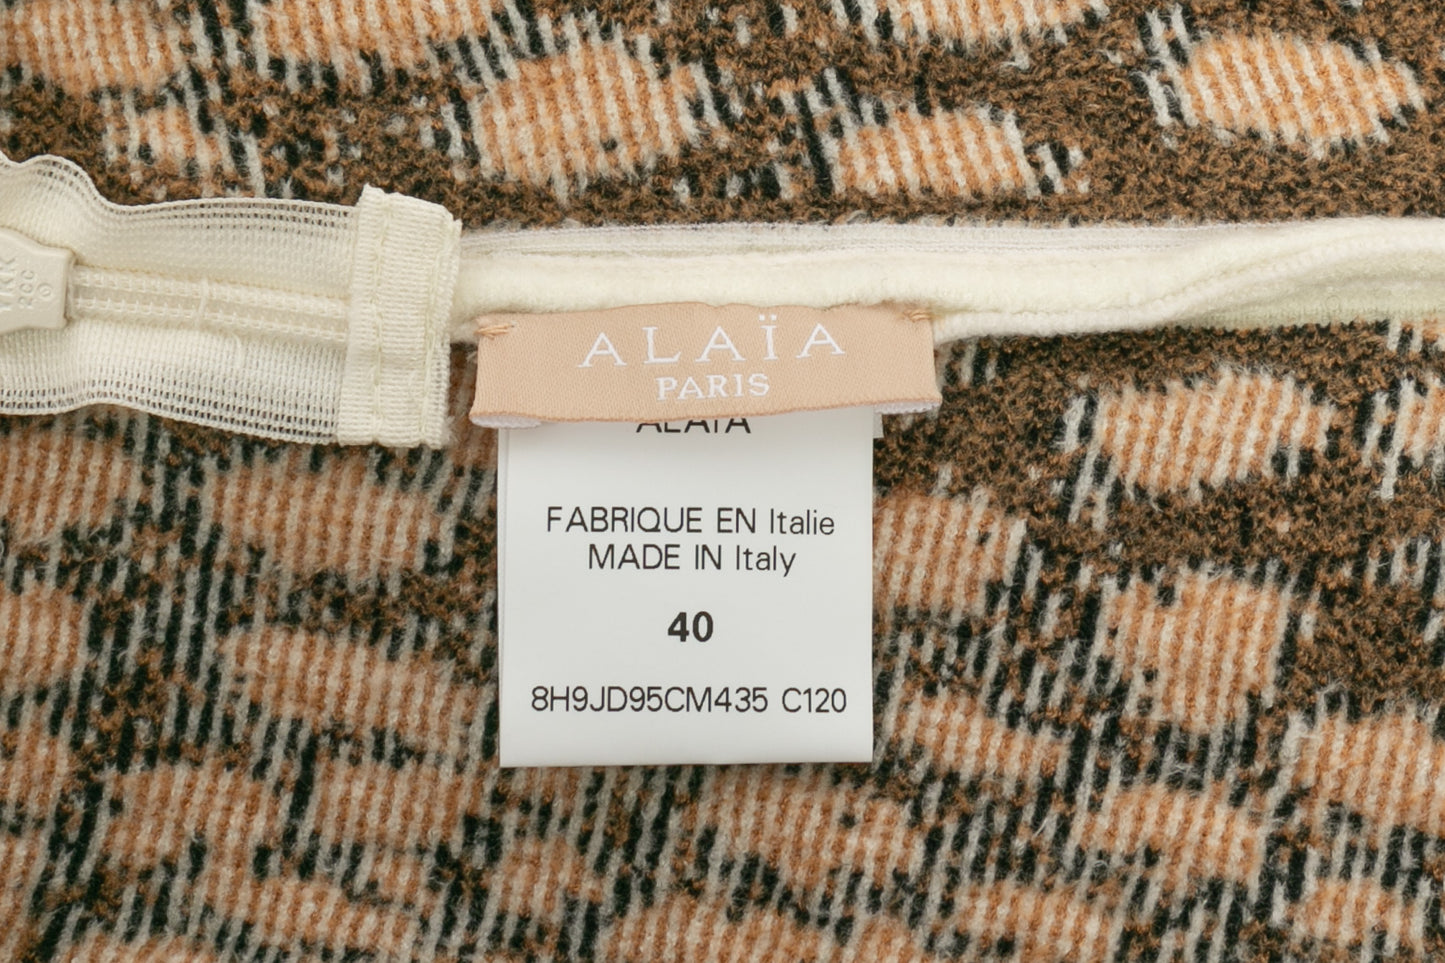 ALAÏA
PARIS
ALAÏA
FABRIQUE EN Italie
MADE IN Italy
40
8H9JD95CM435 C120